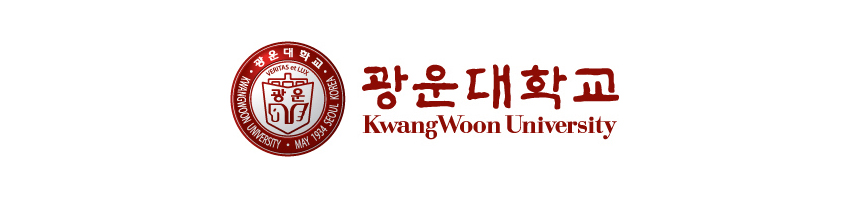 · 광운대학교 ·
VERITAS et LUX
광운
KWANGWOON UNIVERSITY · MAY 1934 SEOUL KOREA
광운대학교
KwangWoon University